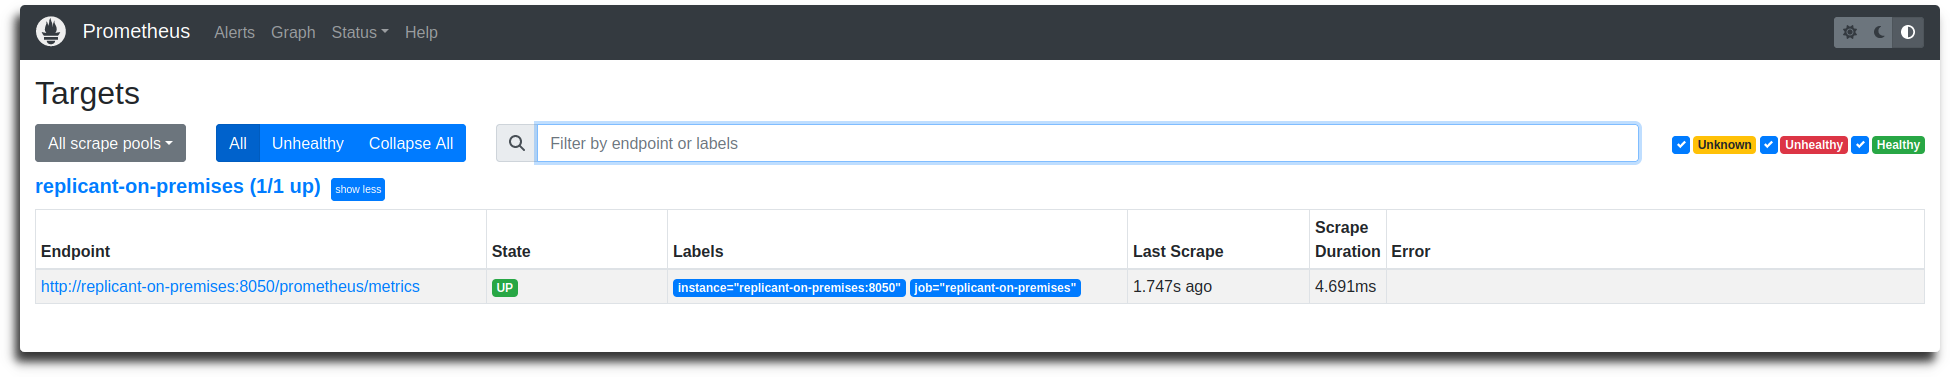 Prometheus Alerts Graph Status Help
Targets
All scrape pools All Unhealthy Collapse All Filter by endpoint or labels Unknown Unhealthy Healthy
replicant-on-premises (1/1 up) show less
Endpoint State Labels Last Scrape Scrape Duration Error
http://replicant-on-premises:8050/prometheus/metrics UP instance="replicant-on-premises:8050" job="replicant-on-premises" 1.747s ago 4.691ms